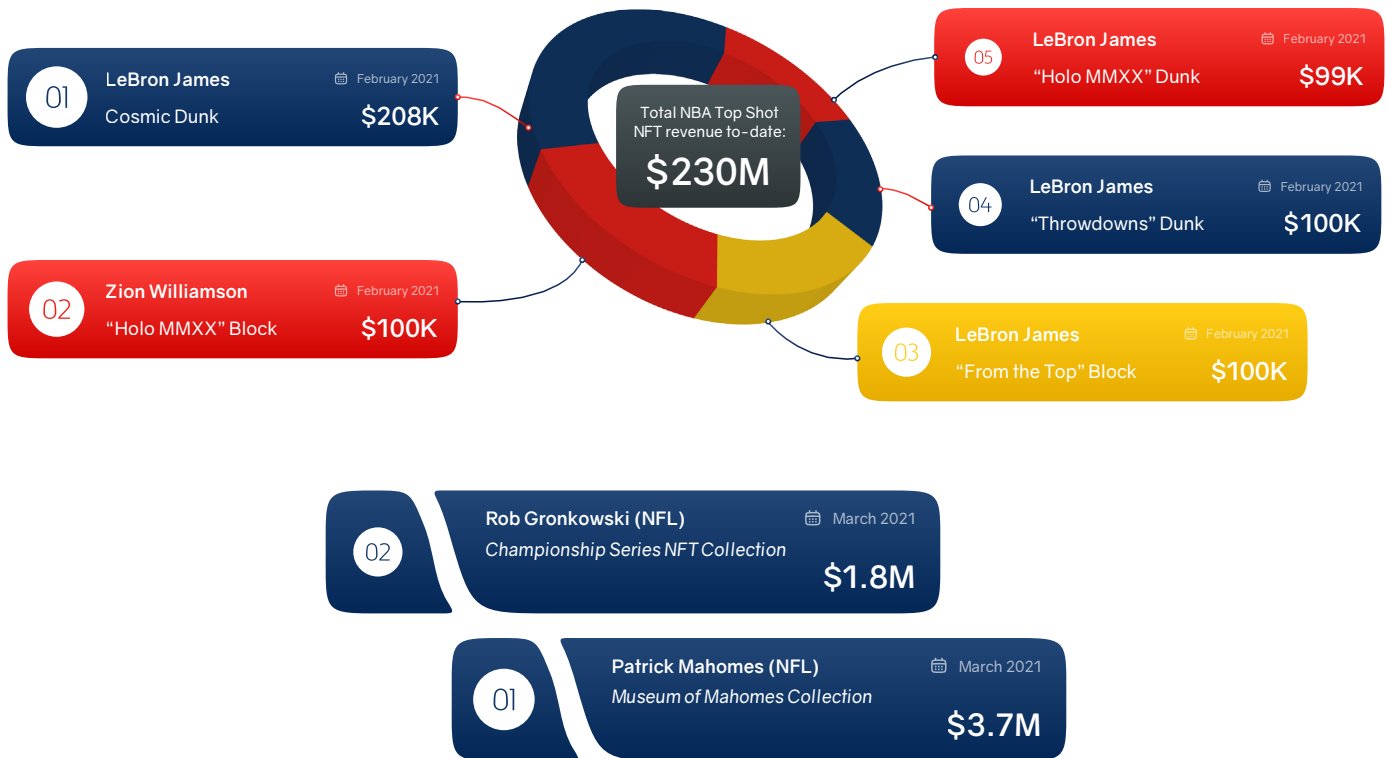 01
LeBron James
February 2021
Cosmic Dunk
$208K
02
Zion Williamson
February 2021
“Holo MMXX” Block
$100K
Total NBA Top Shot
NFT revenue to-date:
$230M
05
LeBron James
February 2021
“Holo MMXX” Dunk
$99K
04
LeBron James
February 2021
“Throwdowns” Dunk
$100K
03
LeBron James
February 2021
“From the Top” Block
$100K
02
Rob Gronkowski (NFL)
March 2021
Championship Series NFT Collection
$1.8M
01
Patrick Mahomes (NFL)
March 2021
Museum of Mahomes Collection
$3.7M